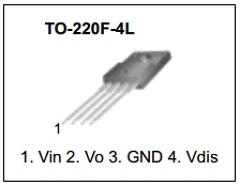 TO-220F-4L
1
1. Vin 2. Vo 3. GND 4. Vdis